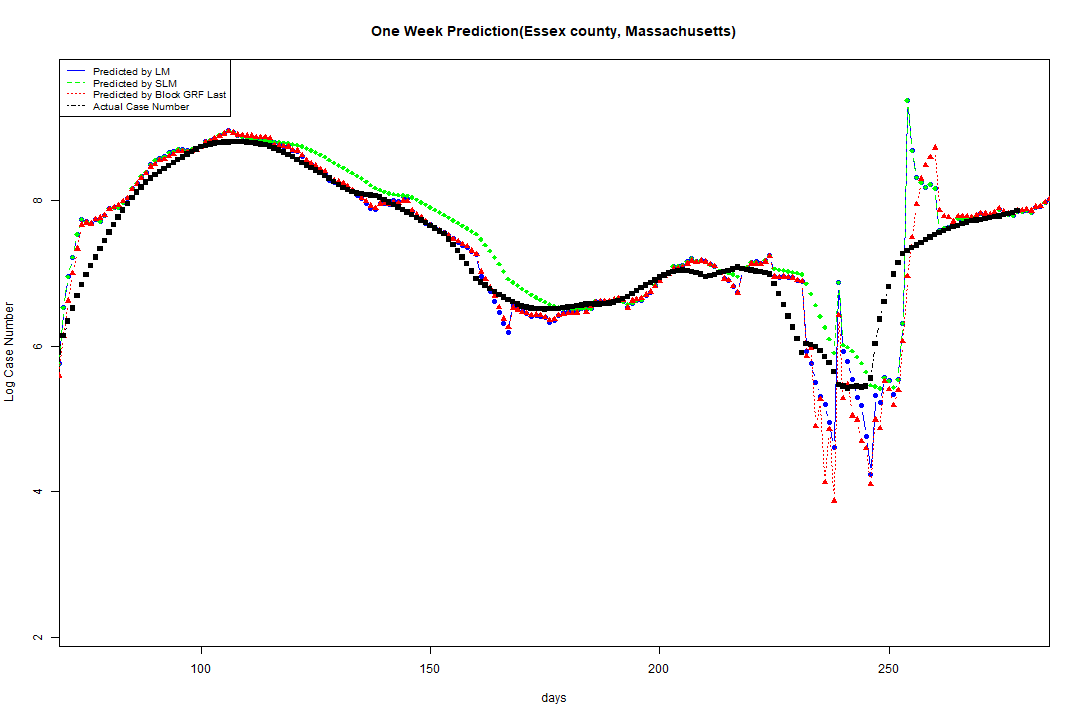 One Week Prediction(Essex county, Massachusetts)
Predicted by LM
Predicted by SLM
Predicted by Block GRF Last
Actual Case Number
Log Case Number
8
6
4
2
100 150 200 250
days